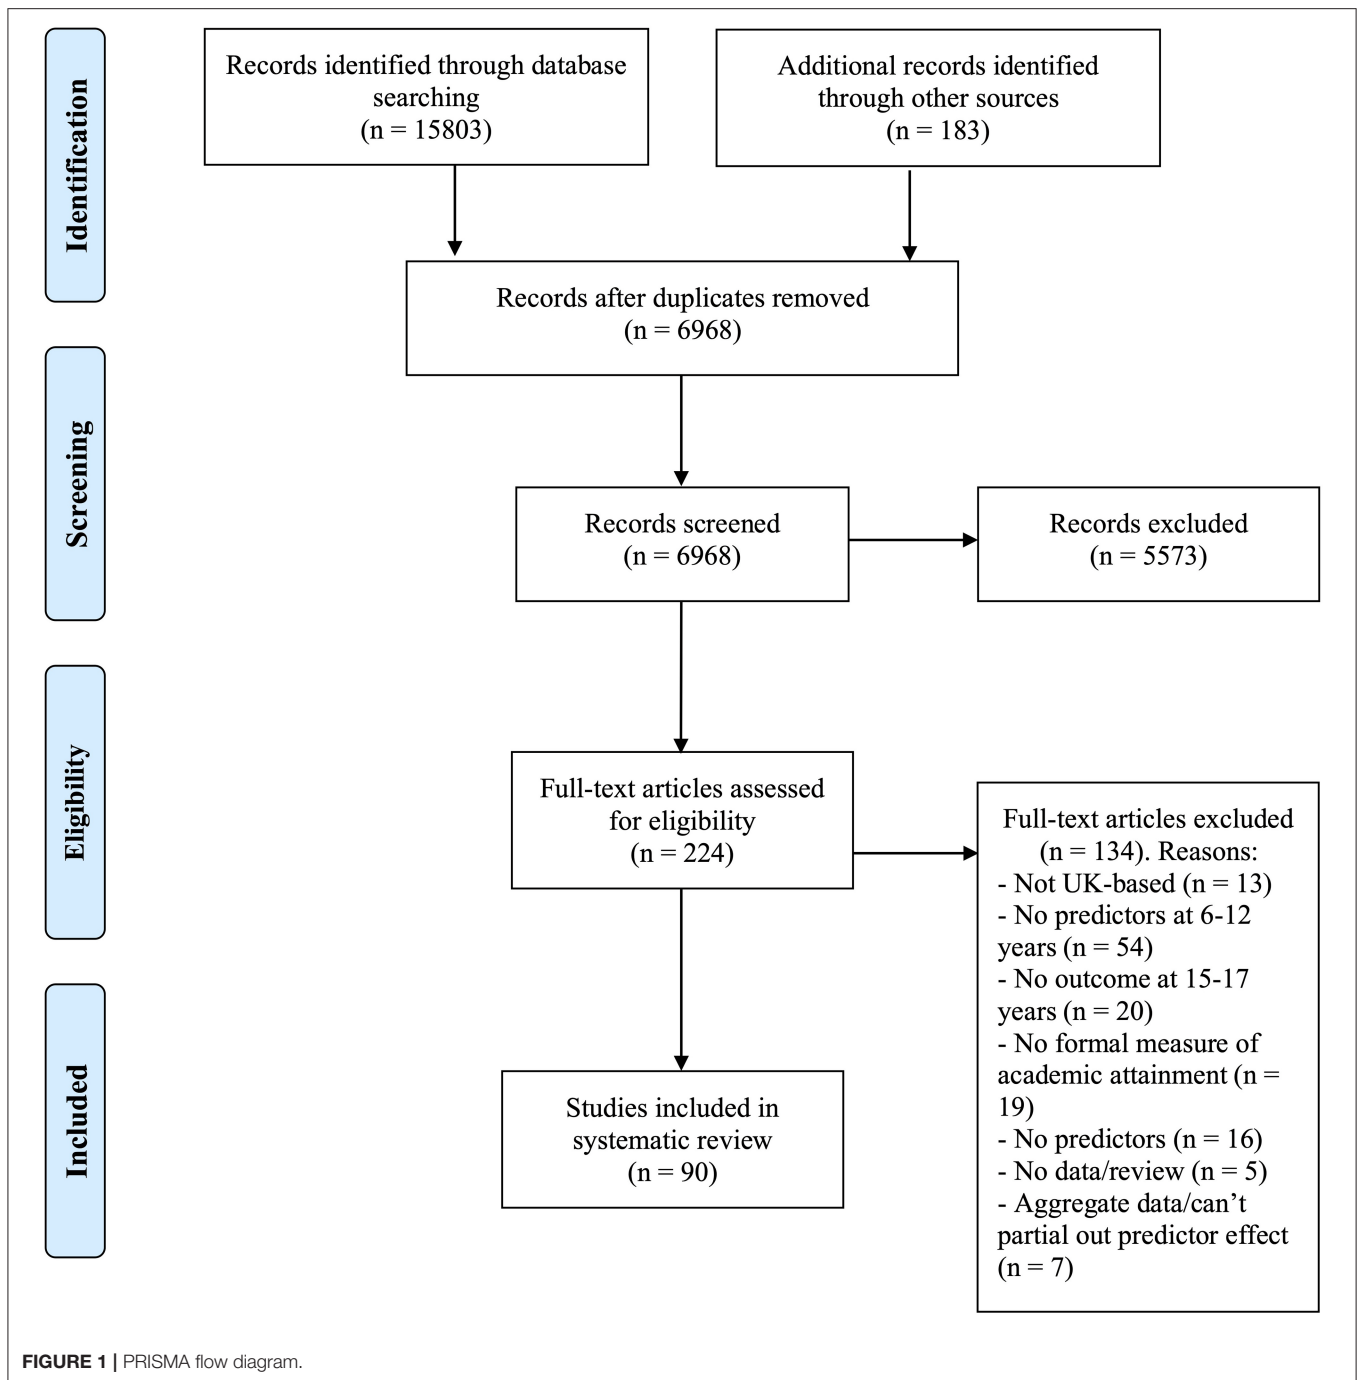 Identification
Records identified through database
searching
(n = 15803)
Additional records identified
through other sources
(n = 183)
Records after duplicates removed
(n = 6968)
Screening
Records screened
(n = 6968)
Records excluded
(n = 5573)
Eligibility
Full-text articles assessed
for eligibility
(n = 224)
Full-text articles excluded
(n = 134). Reasons:
- Not UK-based (n = 13)
- No predictors at 6-12
years (n = 54)
- No outcome at 15-17
years (n = 20)
- No formal measure of
academic attainment (n =
19)
- No predictors (n = 16)
- No data/review (n = 5)
- Aggregate data/can’t
partial out predictor effect
(n = 7)
Included
Studies included in
systematic review
(n = 90)
FIGURE 1 | PRISMA flow diagram.